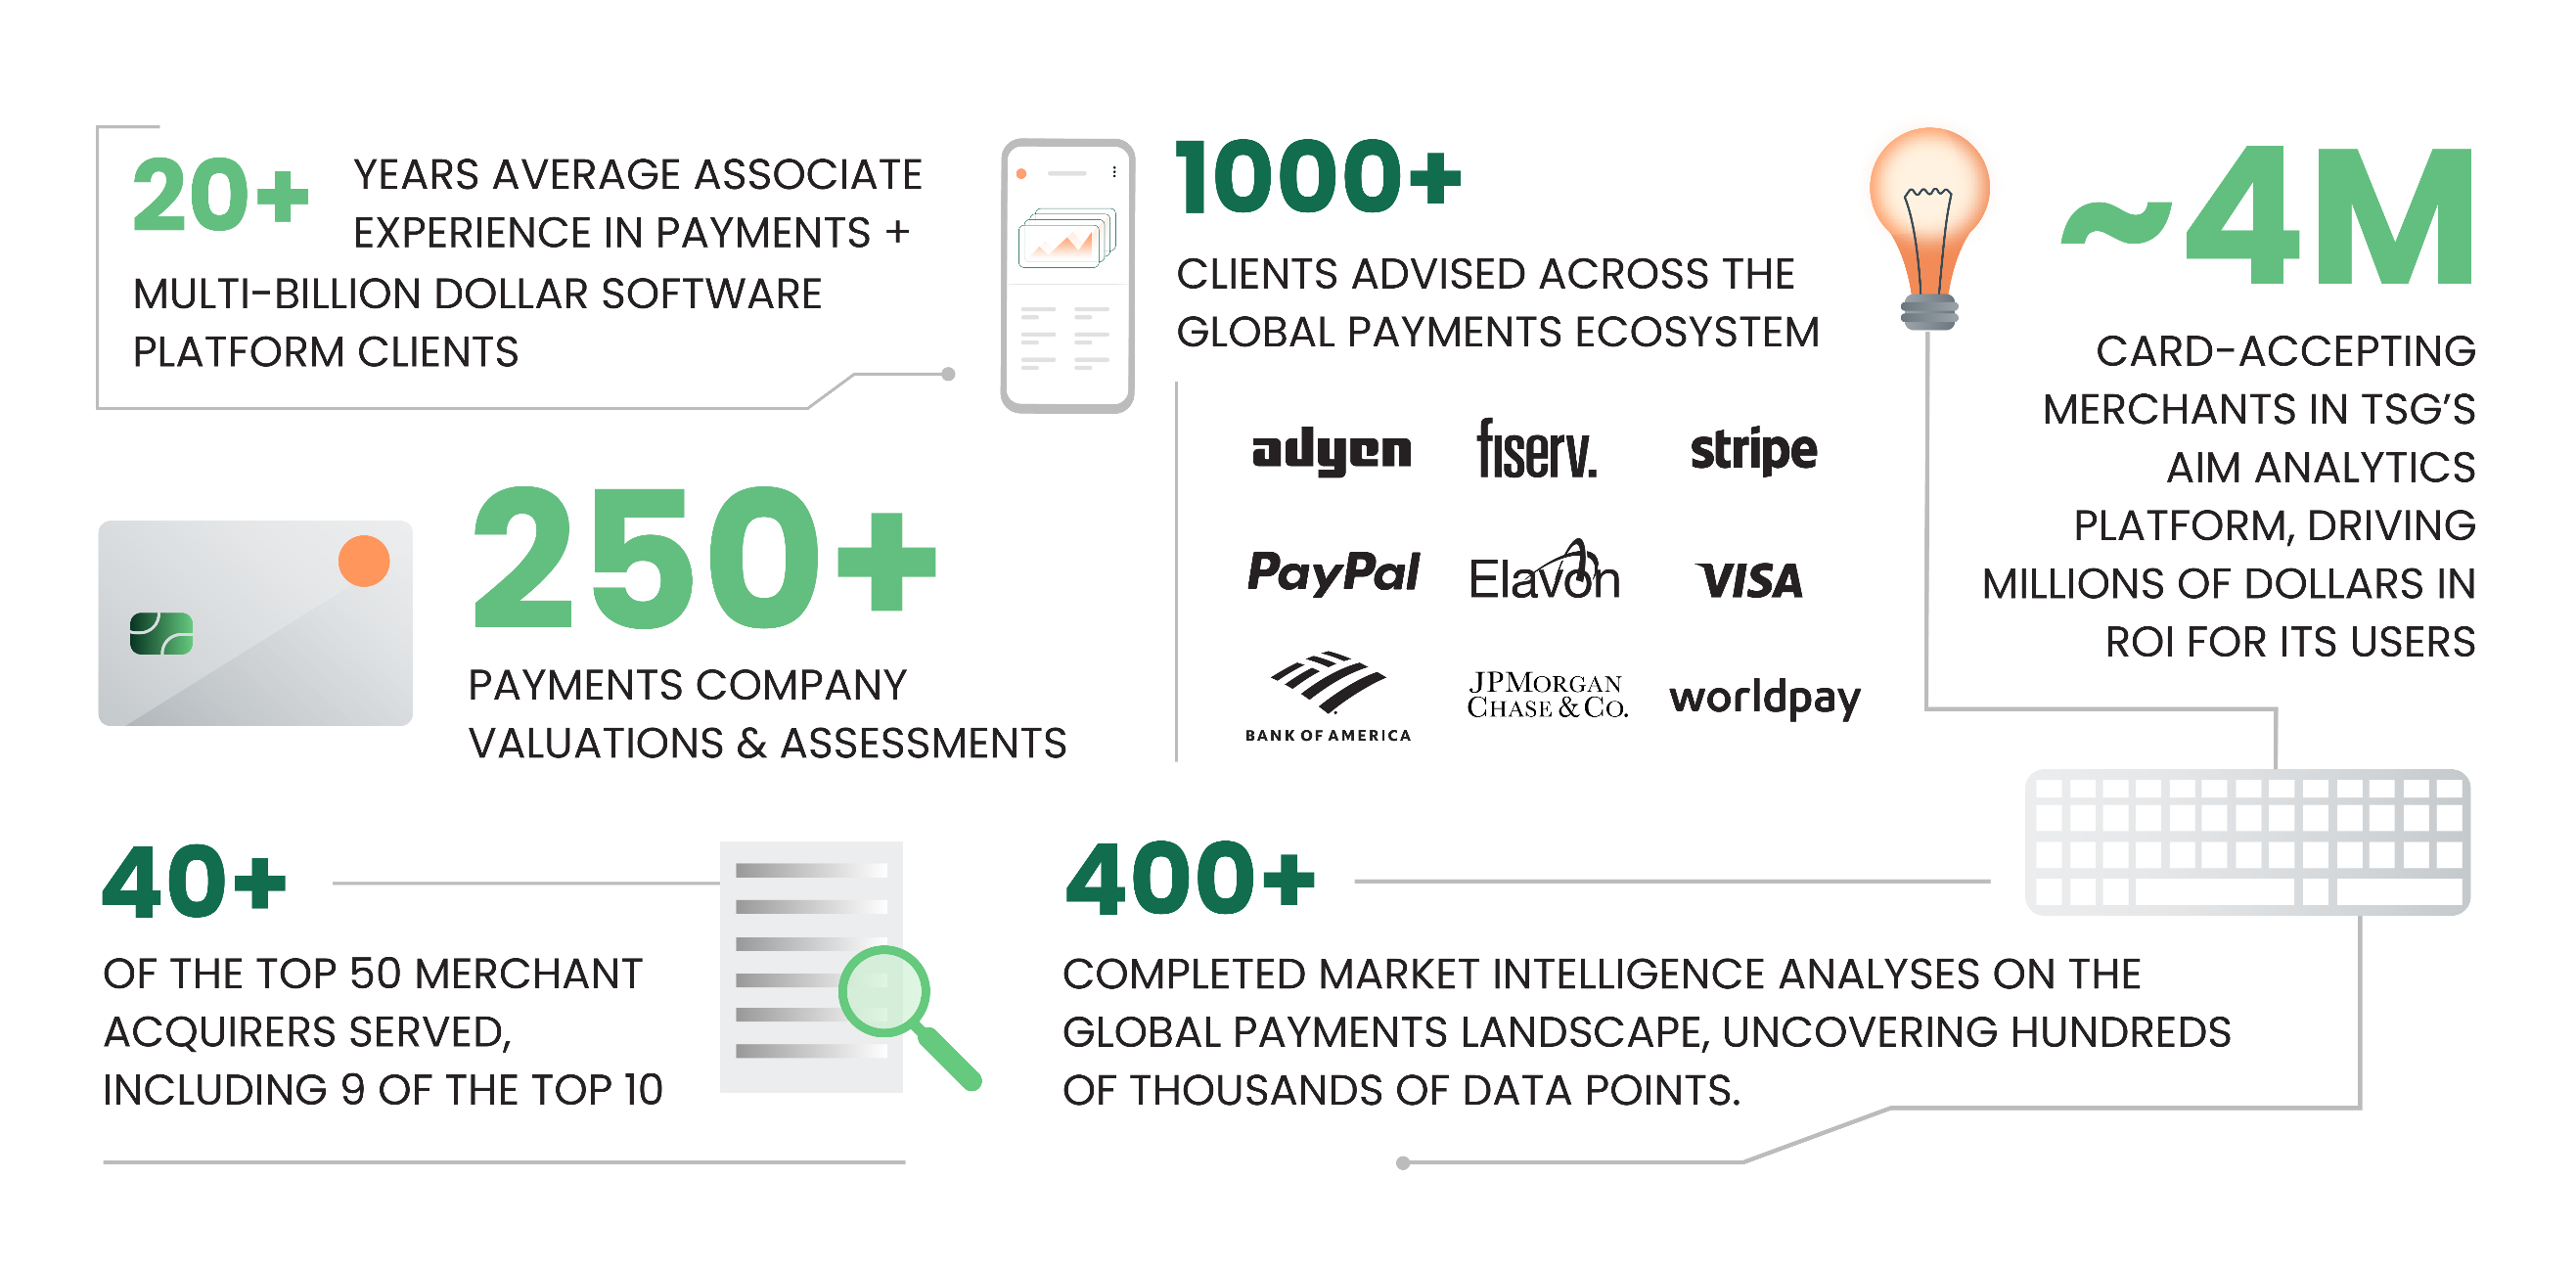 20+ YEARS AVERAGE ASSOCIATE
EXPERIENCE IN PAYMENTS +
MULTI-BILLION DOLLAR SOFTWARE
PLATFORM CLIENTS
1000+
CLIENTS ADVISED ACROSS THE
GLOBAL PAYMENTS ECOSYSTEM
adyen fiserv. stripe
PayPal Elavon VISA
BANK OF AMERICA JPMORGAN CHASE & CO. worldpay
~4M
CARD-ACCEPTING
MERCHANTS IN TSG’S
AIM ANALYTICS
PLATFORM, DRIVING
MILLIONS OF DOLLARS IN
ROI FOR ITS USERS
250+
PAYMENTS COMPANY
VALUATIONS & ASSESSMENTS
40+
OF THE TOP 50 MERCHANT
ACQUIRERS SERVED,
INCLUDING 9 OF THE TOP 10
400+
COMPLETED MARKET INTELLIGENCE ANALYSES ON THE
GLOBAL PAYMENTS LANDSCAPE, UNCOVERING HUNDREDS
OF THOUSANDS OF DATA POINTS.